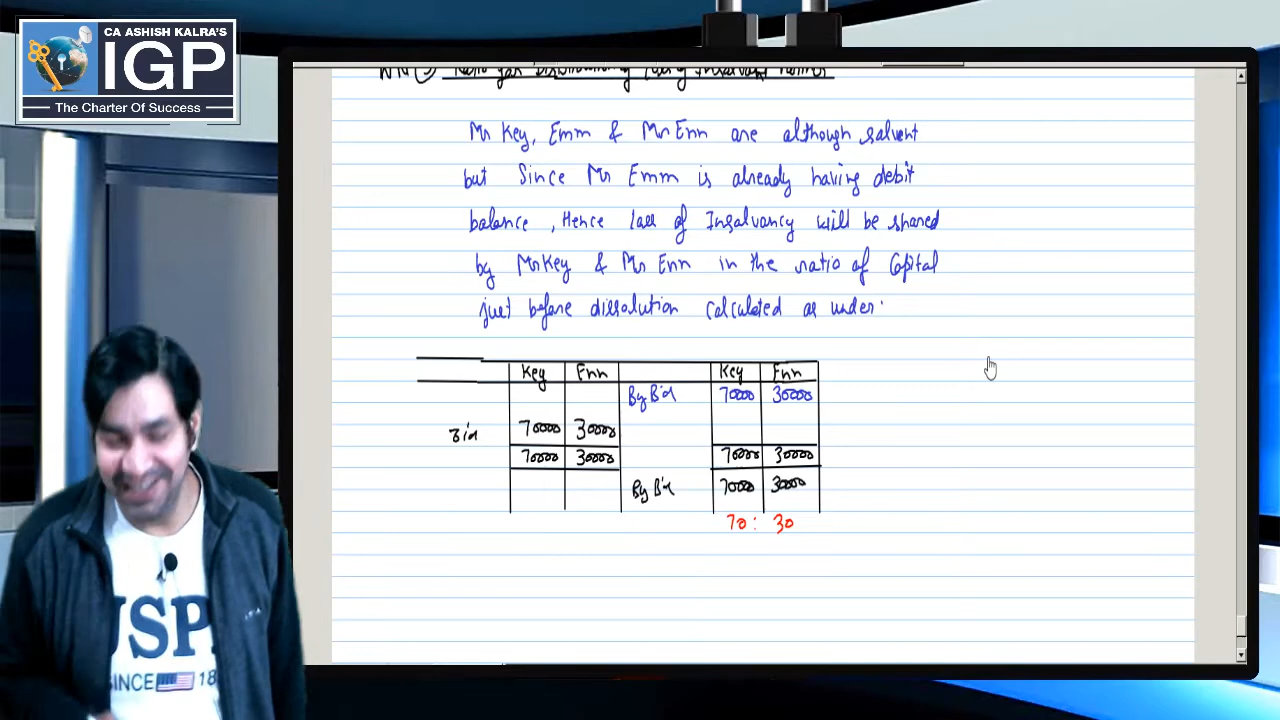 CA ASHISH KALRA'S
IGP
The Charter Of Success
Mr Key, Emm & Mr Enn are although solvent
but Since Mr Emm is already having debit
balance, Hence loss of Insolvency will be shared
by Mr Key & Mr Enn in the ratio of Capital
just before dissolution calculated as under.
Key Enn Key Enn
By B/d 70000 30000
70000 30000
70000 30000 70000 30000
By B/d 70000 30000
70 : 30
USPA
SINCE 18